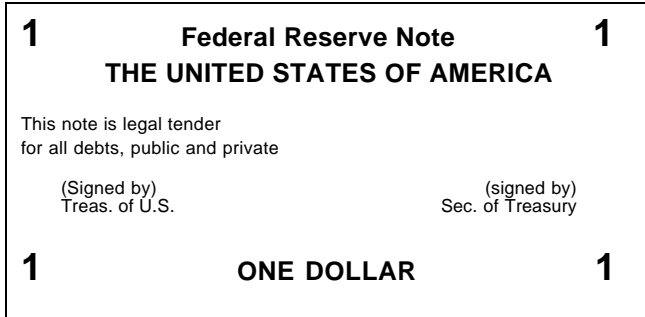 1 Federal Reserve Note 1
THE UNITED STATES OF AMERICA
This note is legal tender
for all debts, public and private
(Signed by) (signed by)
Treas. of U.S. Sec. of Treasury
1 ONE DOLLAR 1